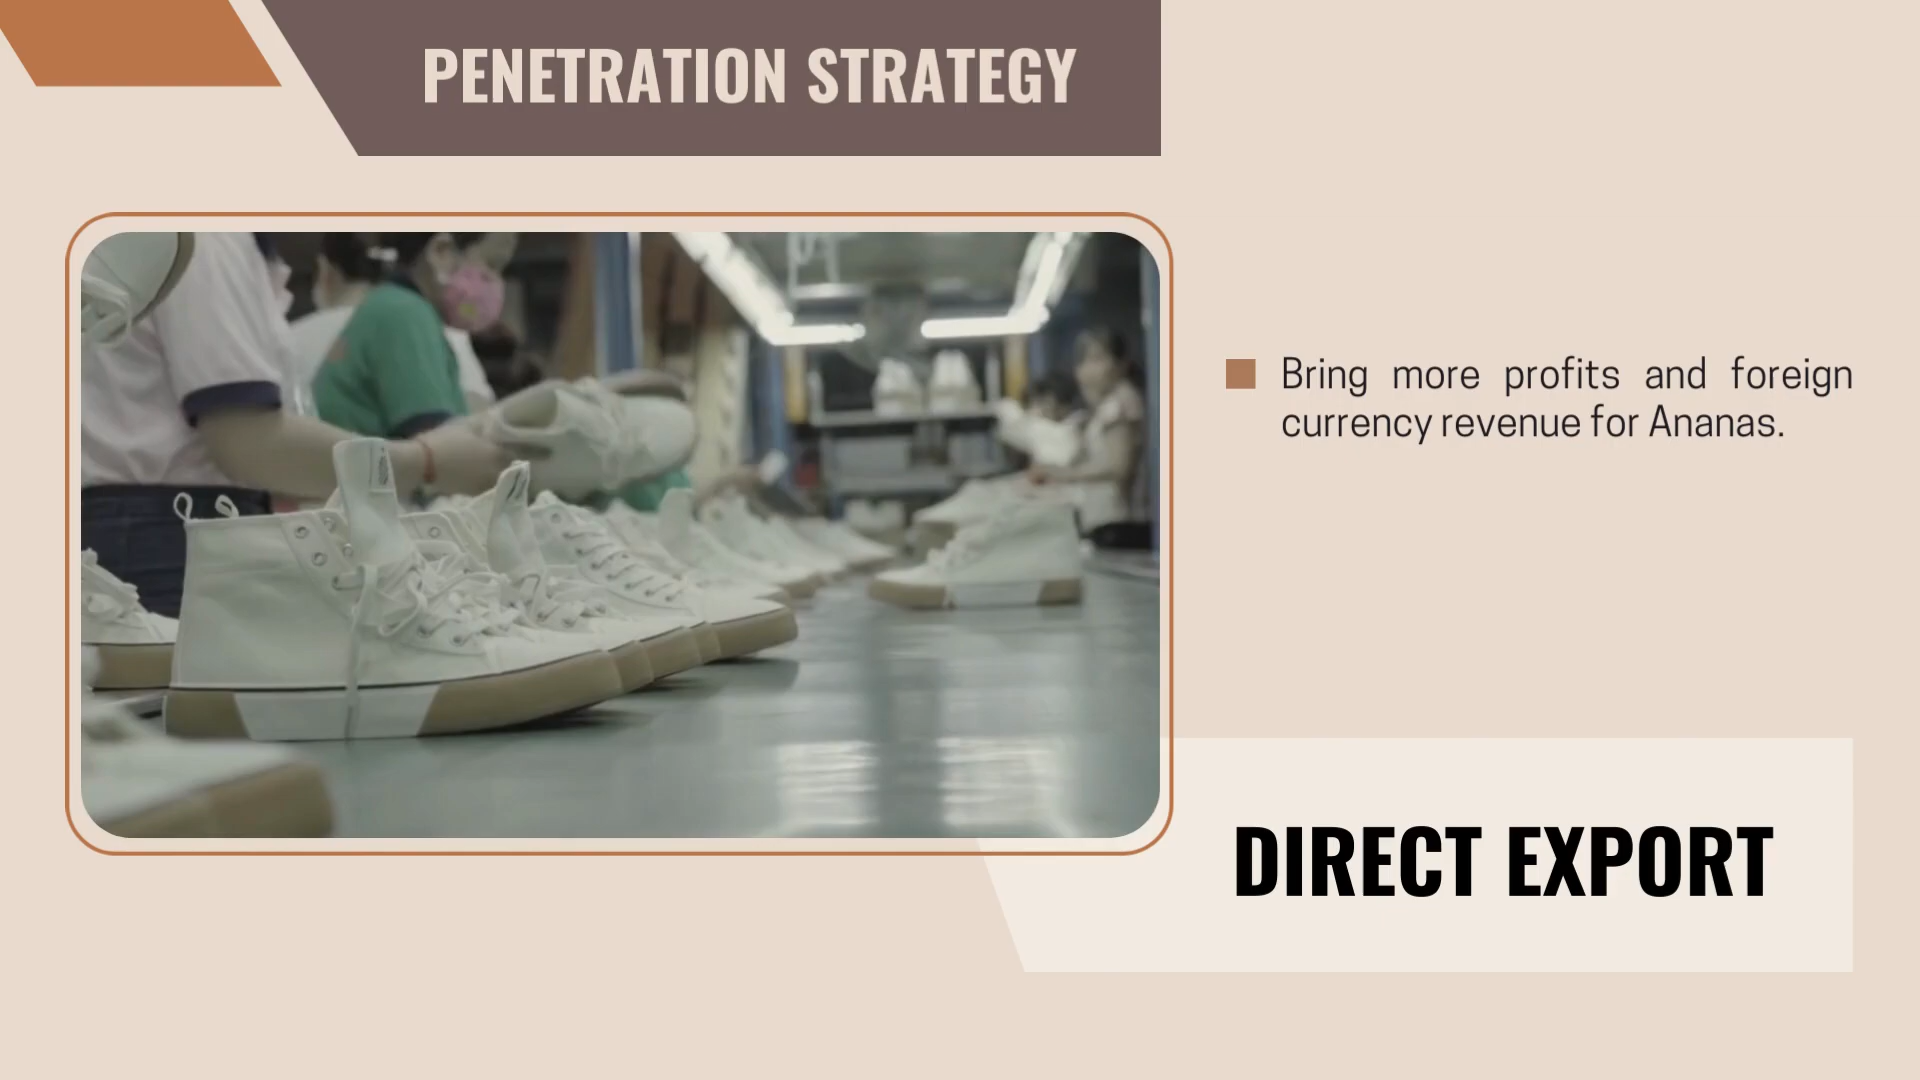 PENETRATION STRATEGY
Bring more profits and foreign
currency revenue for Ananas.
DIRECT EXPORT